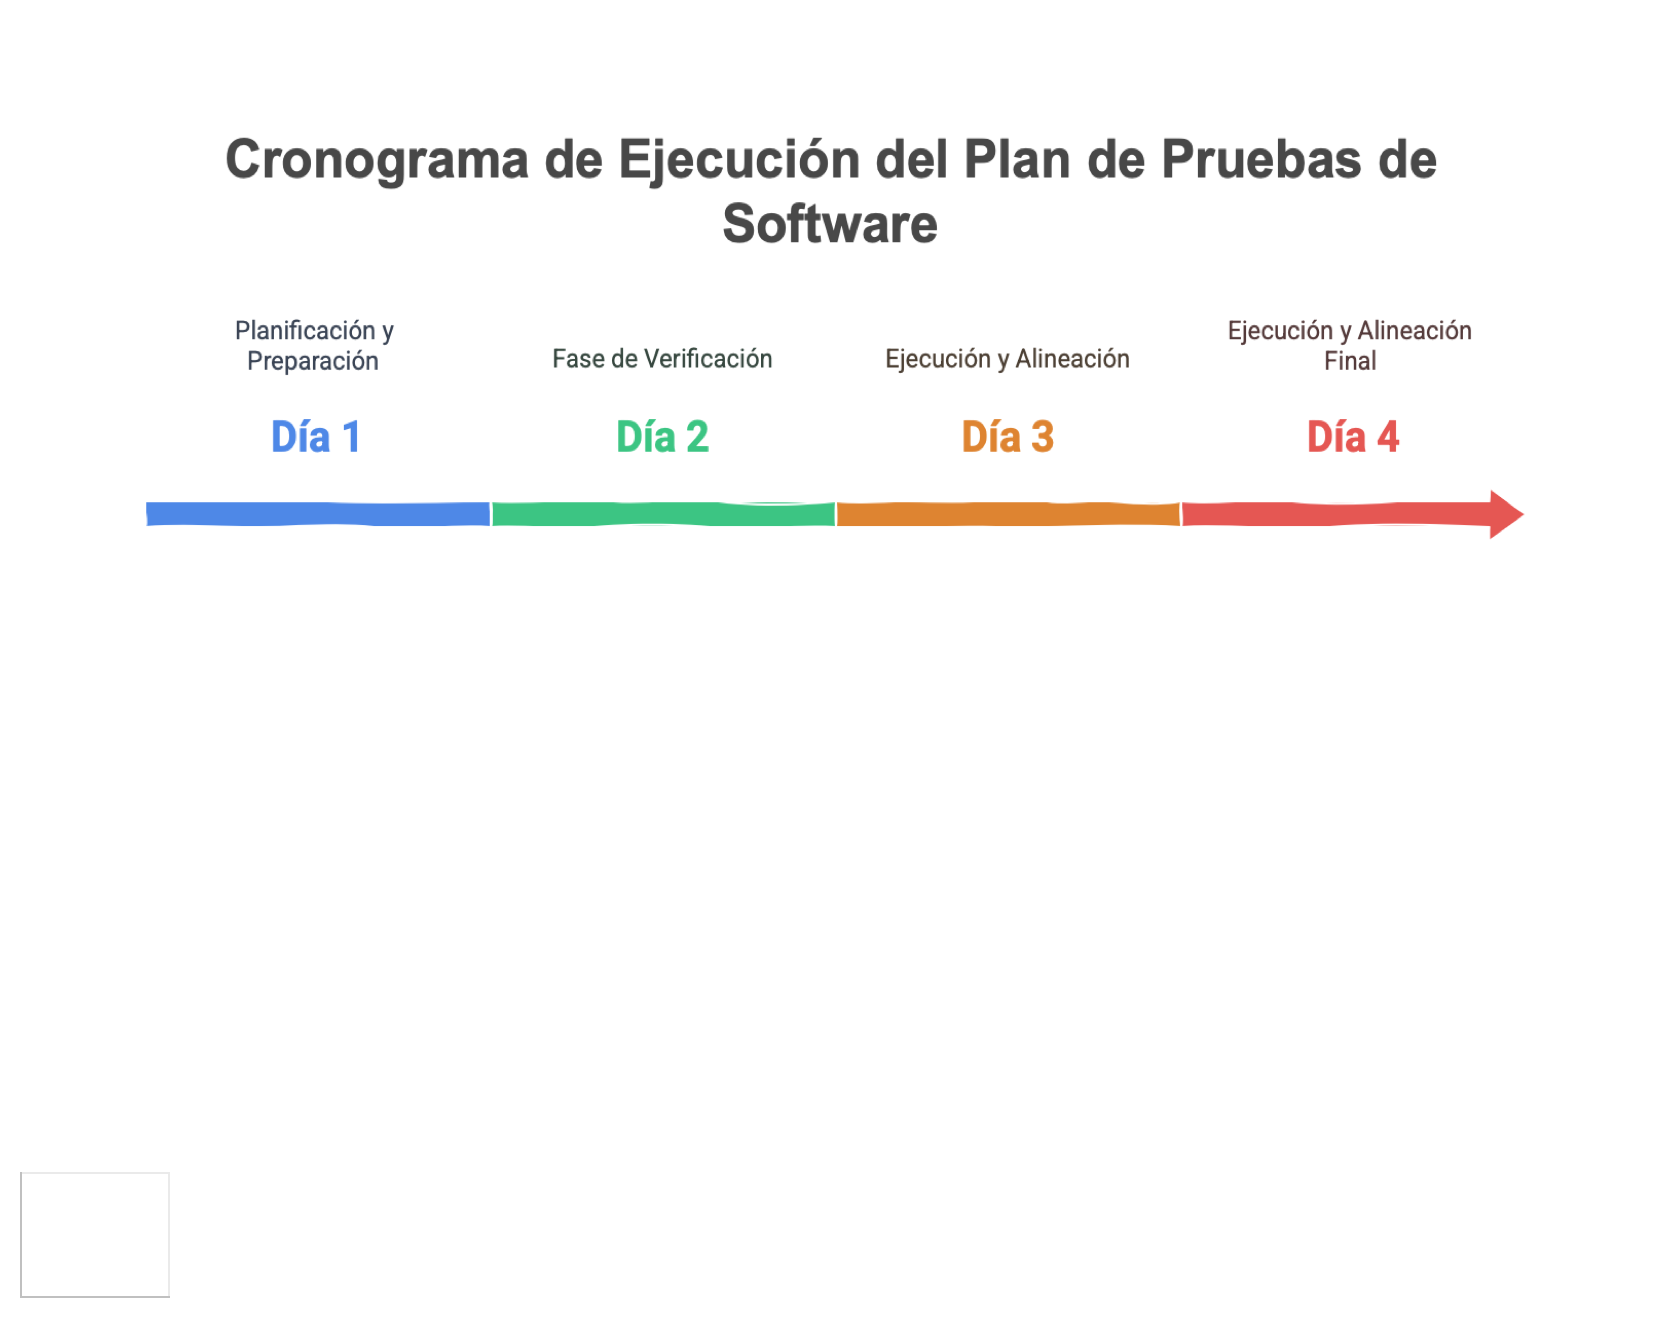 Cronograma de Ejecución del Plan de Pruebas de
Software
Planificación y
Preparación
Fase de Verificación
Ejecución y Alineación
Ejecución y Alineación
Final
Día 1
Día 2
Día 3
Día 4